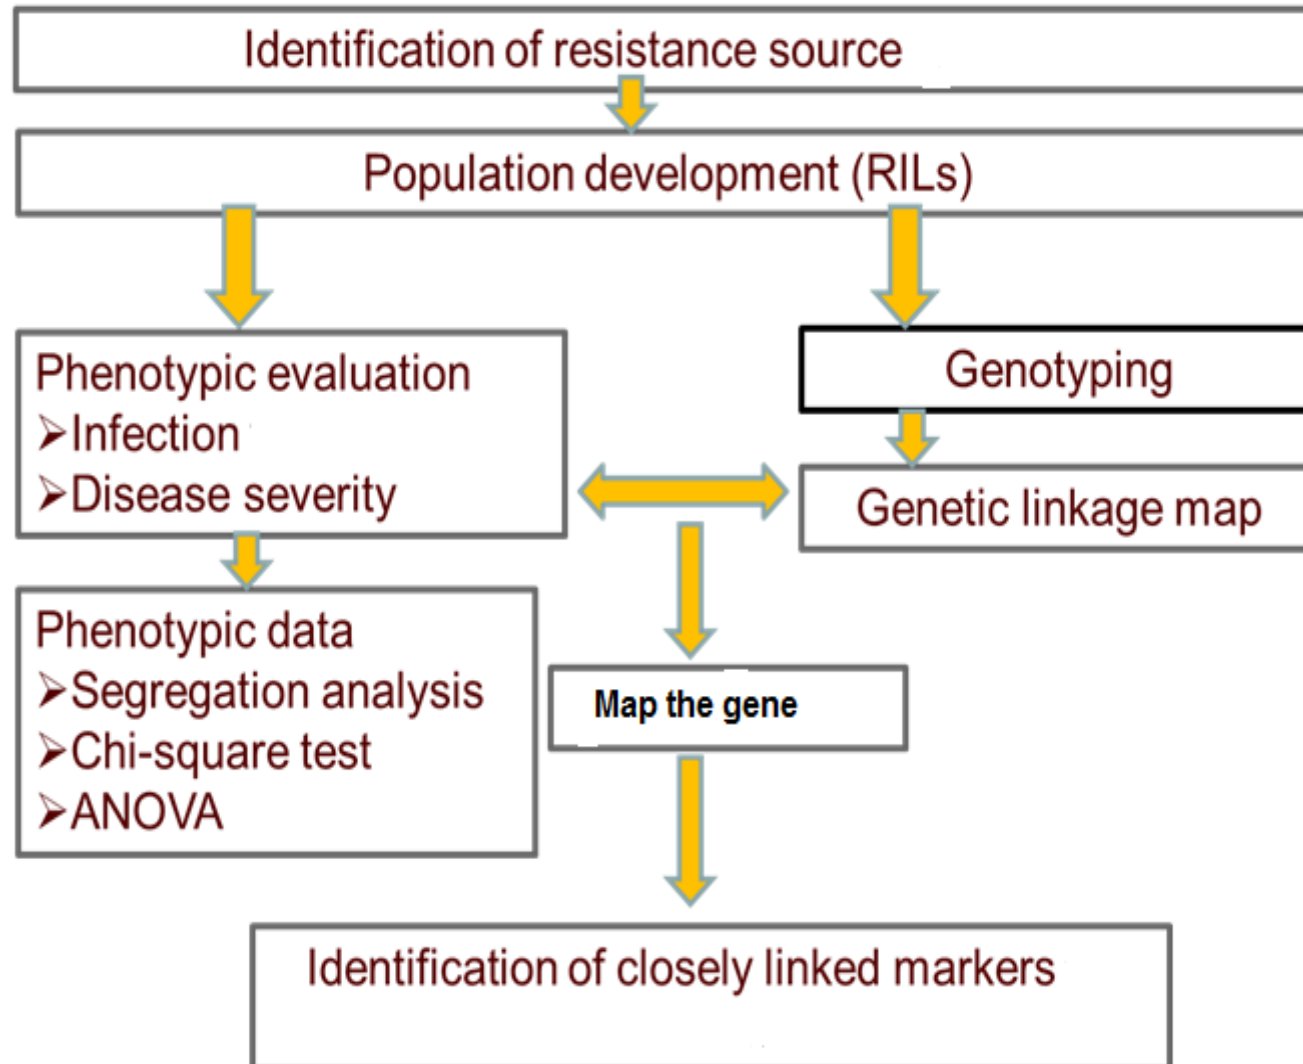 Identification of resistance source
Population development (RILs)
Phenotypic evaluation
➢Infection
➢Disease severity
Genotyping
Genetic linkage map
Phenotypic data
➢Segregation analysis
➢Chi-square test
➢ANOVA
Map the gene
Identification of closely linked markers